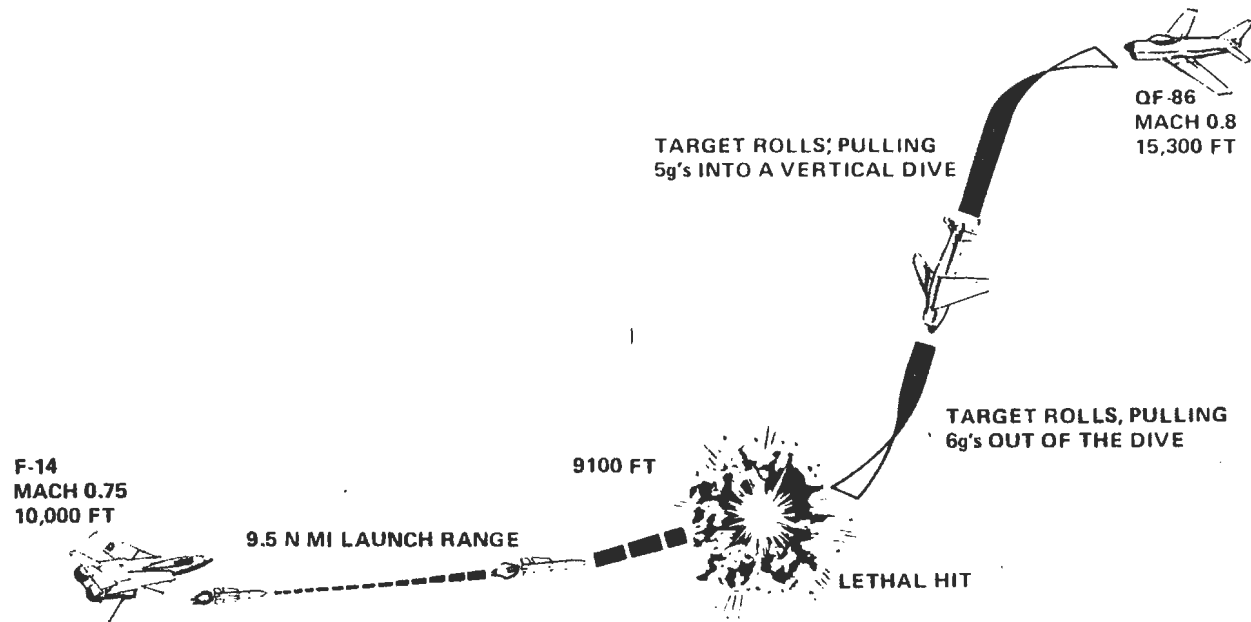 QF-86
MACH 0.8
15,300 FT
TARGET ROLLS, PULLING
5g's INTO A VERTICAL DIVE
TARGET ROLLS, PULLING
6g's OUT OF THE DIVE
9100 FT
F-14
MACH 0.75
10,000 FT
9.5 N MI LAUNCH RANGE
LETHAL HIT